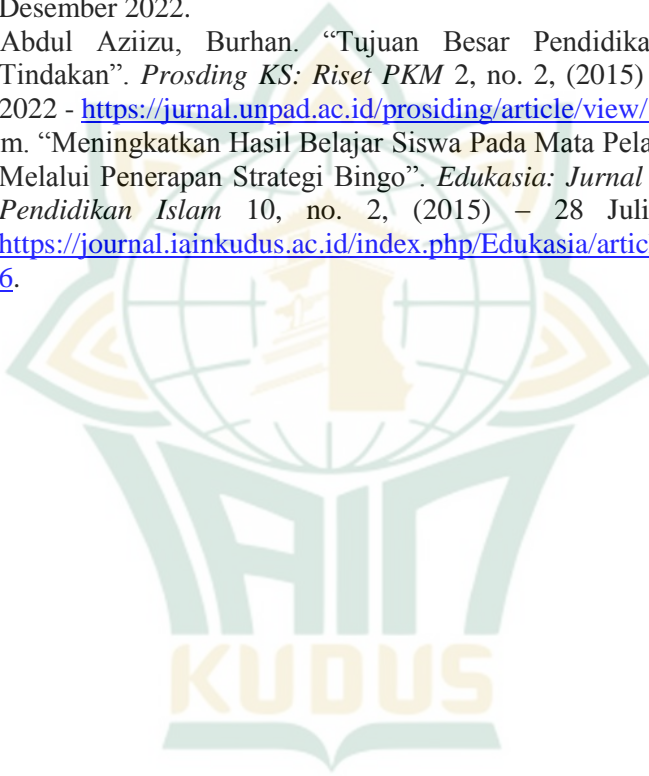 Desember 2022.
Abdul Aziizu, Burhan. “Tujuan Besar Pendidika
Tindakan”. Prosding KS: Riset PKM 2, no. 2, (2015)
2022 - https://jurnal.unpad.ac.id/prosiding/article/view/
m. “Meningkatkan Hasil Belajar Siswa Pada Mata Pela
Melalui Penerapan Strategi Bingo”. Edukasia: Jurnal
Pendidikan Islam 10, no. 2, (2015) – 28 Juli
https://journal.iainkudus.ac.id/index.php/Edukasia/artic
6.
IAIN
KUDUS